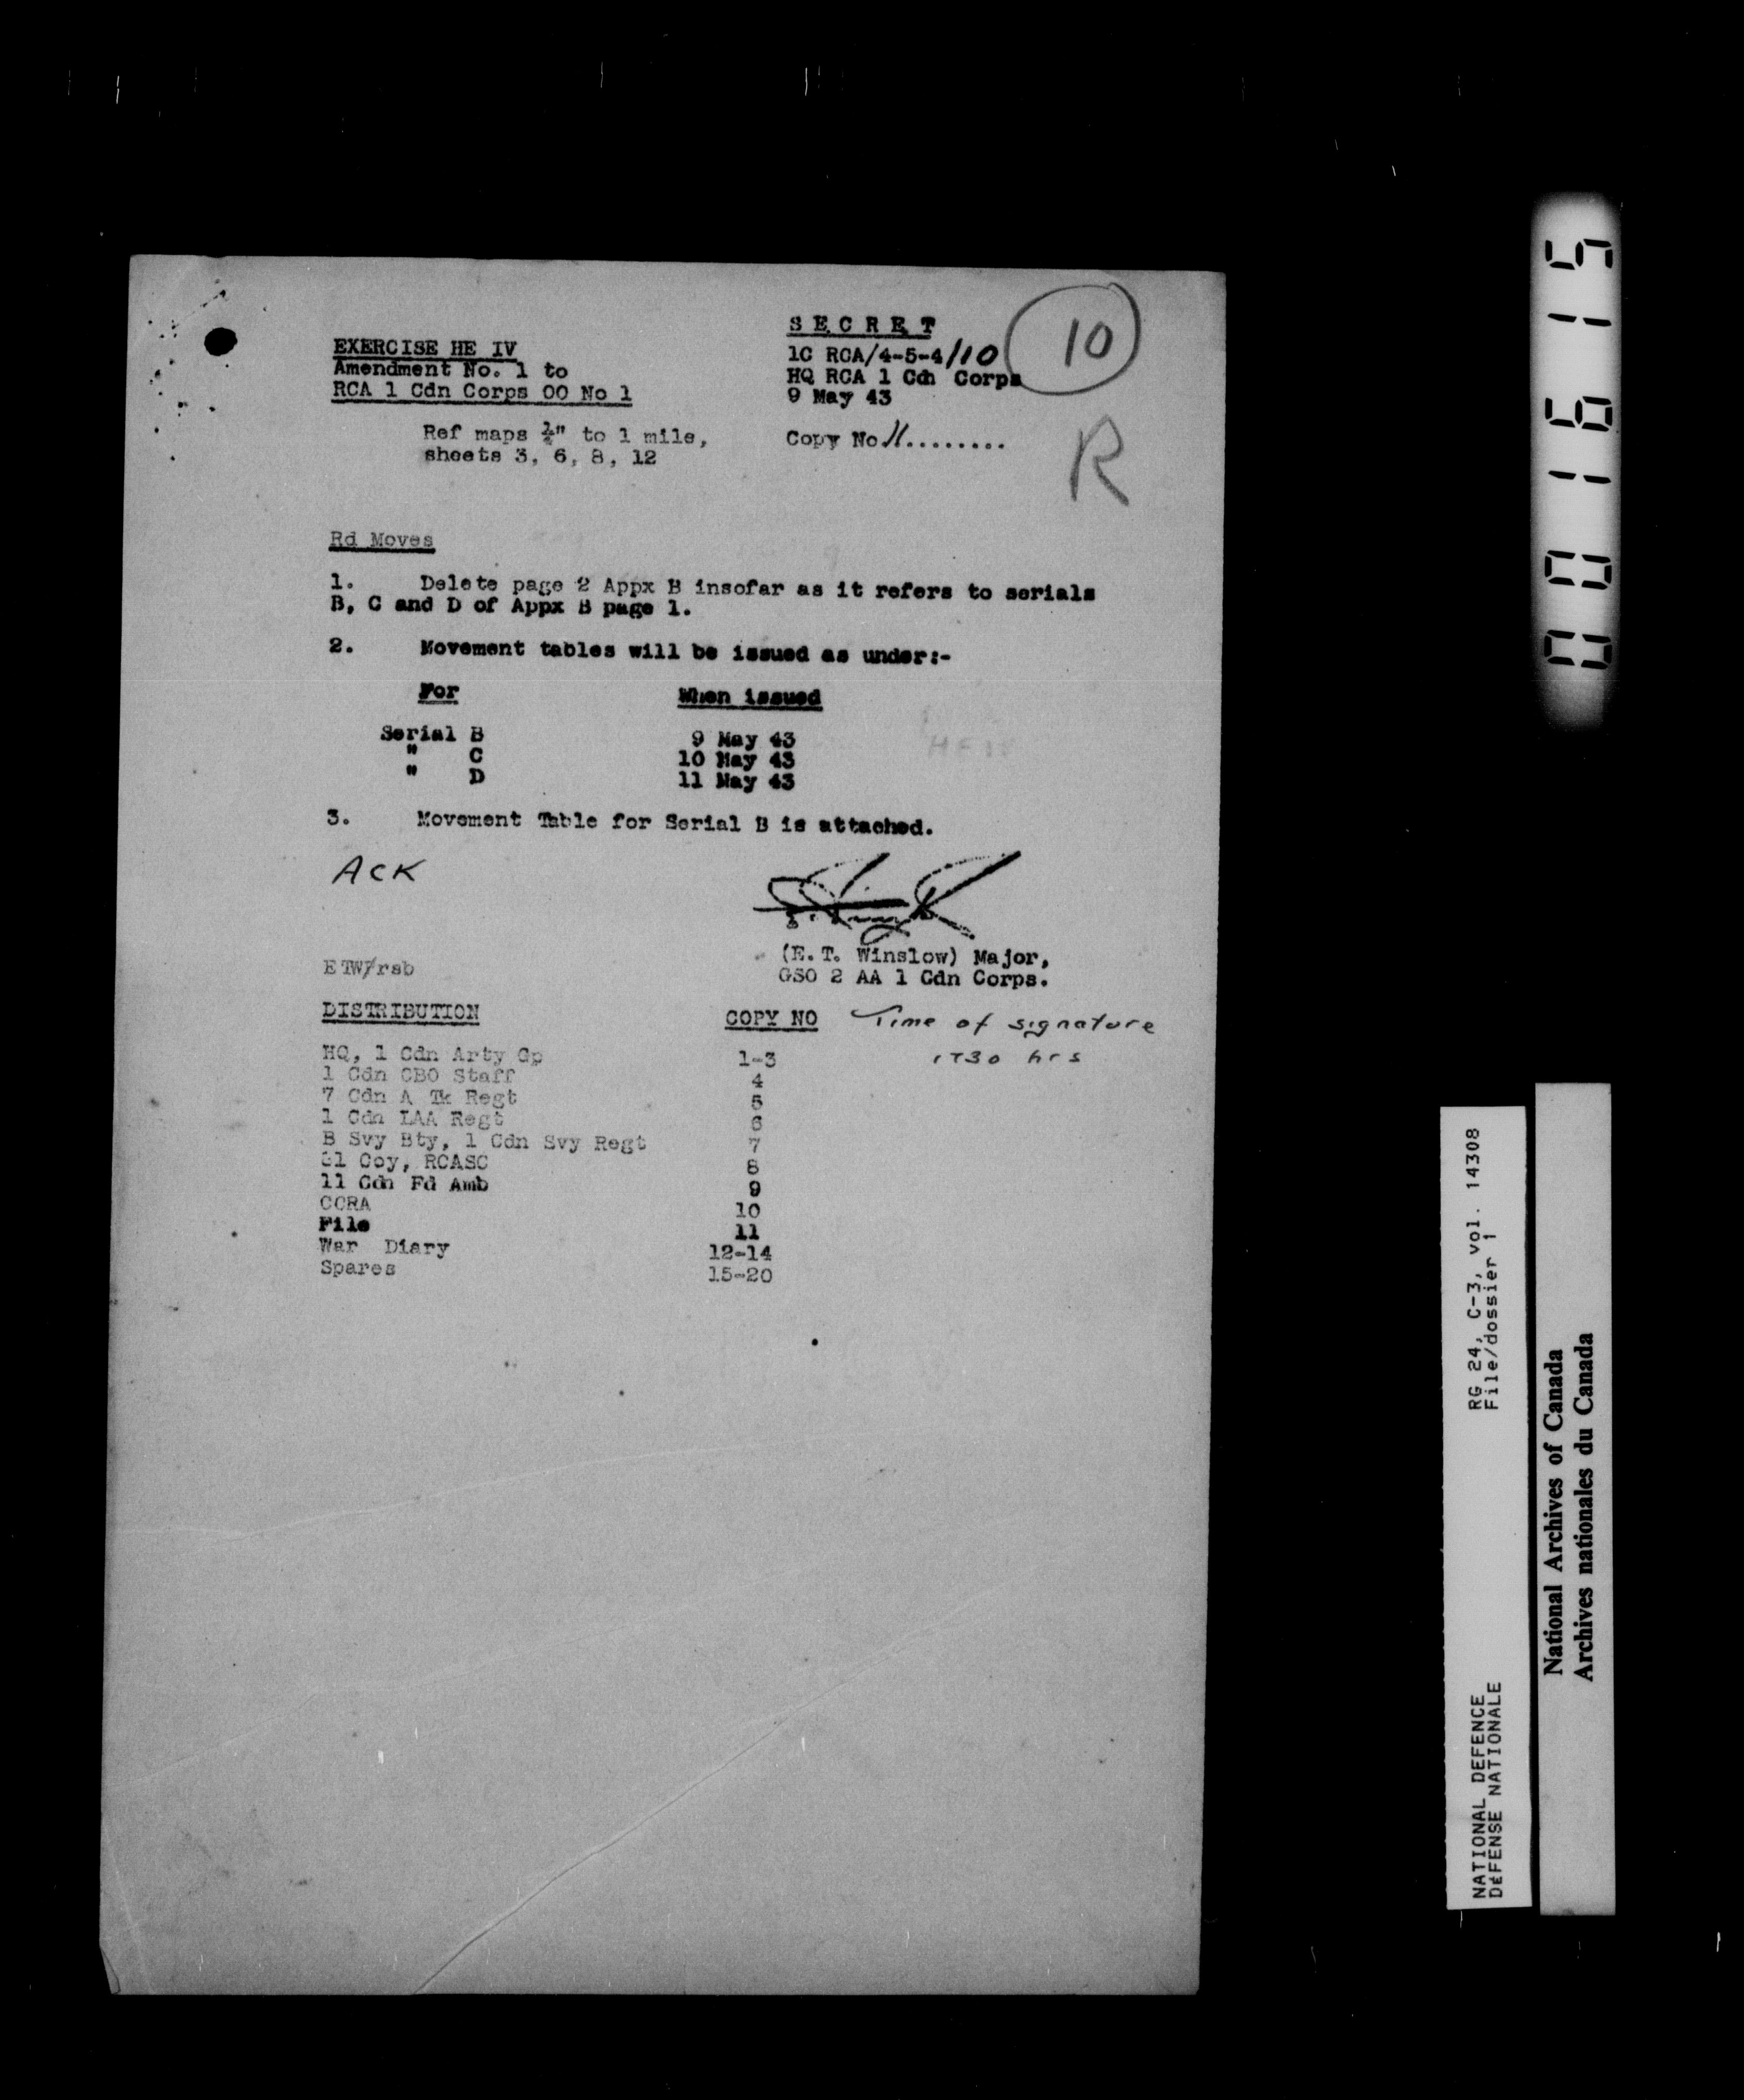 SECRET
EXERCISE HE IV
Amendment No. 1 to
RCA 1 Cdn Corps OO No 1
1C RCA/4-5-4/10
HQ RCA 1 Cdn Corps
9 May 43
10
Ref maps ¼" to 1 mile,
sheets 3, 6, 8, 12
Copy No 11.........
R
Rd Moves
1. Delete page 2 Appx B insofar as it refers to serials
B, C and D of Appx B page 1.
2. Movement tables will be issued as under:-
For When issued
Serial B 9 May 43
" C 10 May 43
" D 11 May 43
HE IV
3. Movement Table for Serial B is attached.
ACK
(E.T. Winslow) Major,
GSO 2 AA 1 Cdn Corps.
ETW/rsb
DISTRIBUTION COPY NO Time of signature
1730 hrs
HQ, 1 Cdn Arty Gp 1-3
1 Cdn CBO Staff 4
7 Cdn A Tk Regt 5
1 Cdn LAA Regt 6
B Svy Bty, 1 Cdn Svy Regt 7
31 Coy, RCASC 8
11 Cdn Fd Amb 9
CCRA 10
File 11
War Diary 12-14
Spares 15-20
001615
RG 24, C-3, vol. 14308
File/dossier 1
NATIONAL DEFENCE
DÉFENSE NATIONALE
National Archives of Canada
Archives nationales du Canada